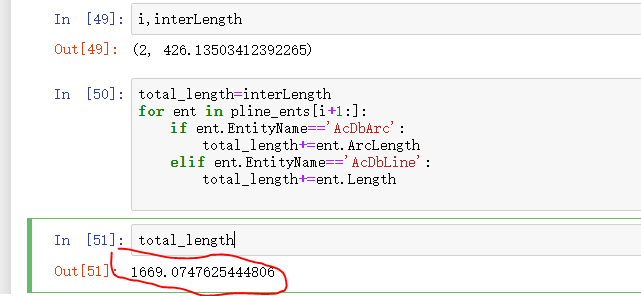 In [49]: i,interLength
Out[49]: (2, 426.13503412392265)
In [50]: total_length=interLength
for ent in pline_ents[i+1:]:
    if ent.EntityName=='AcDbArc':
        total_length+=ent.ArcLength
    elif ent.EntityName=='AcDbLine':
        total_length+=ent.Length
In [51]: total_length
Out[51]: 1669.0747625444806